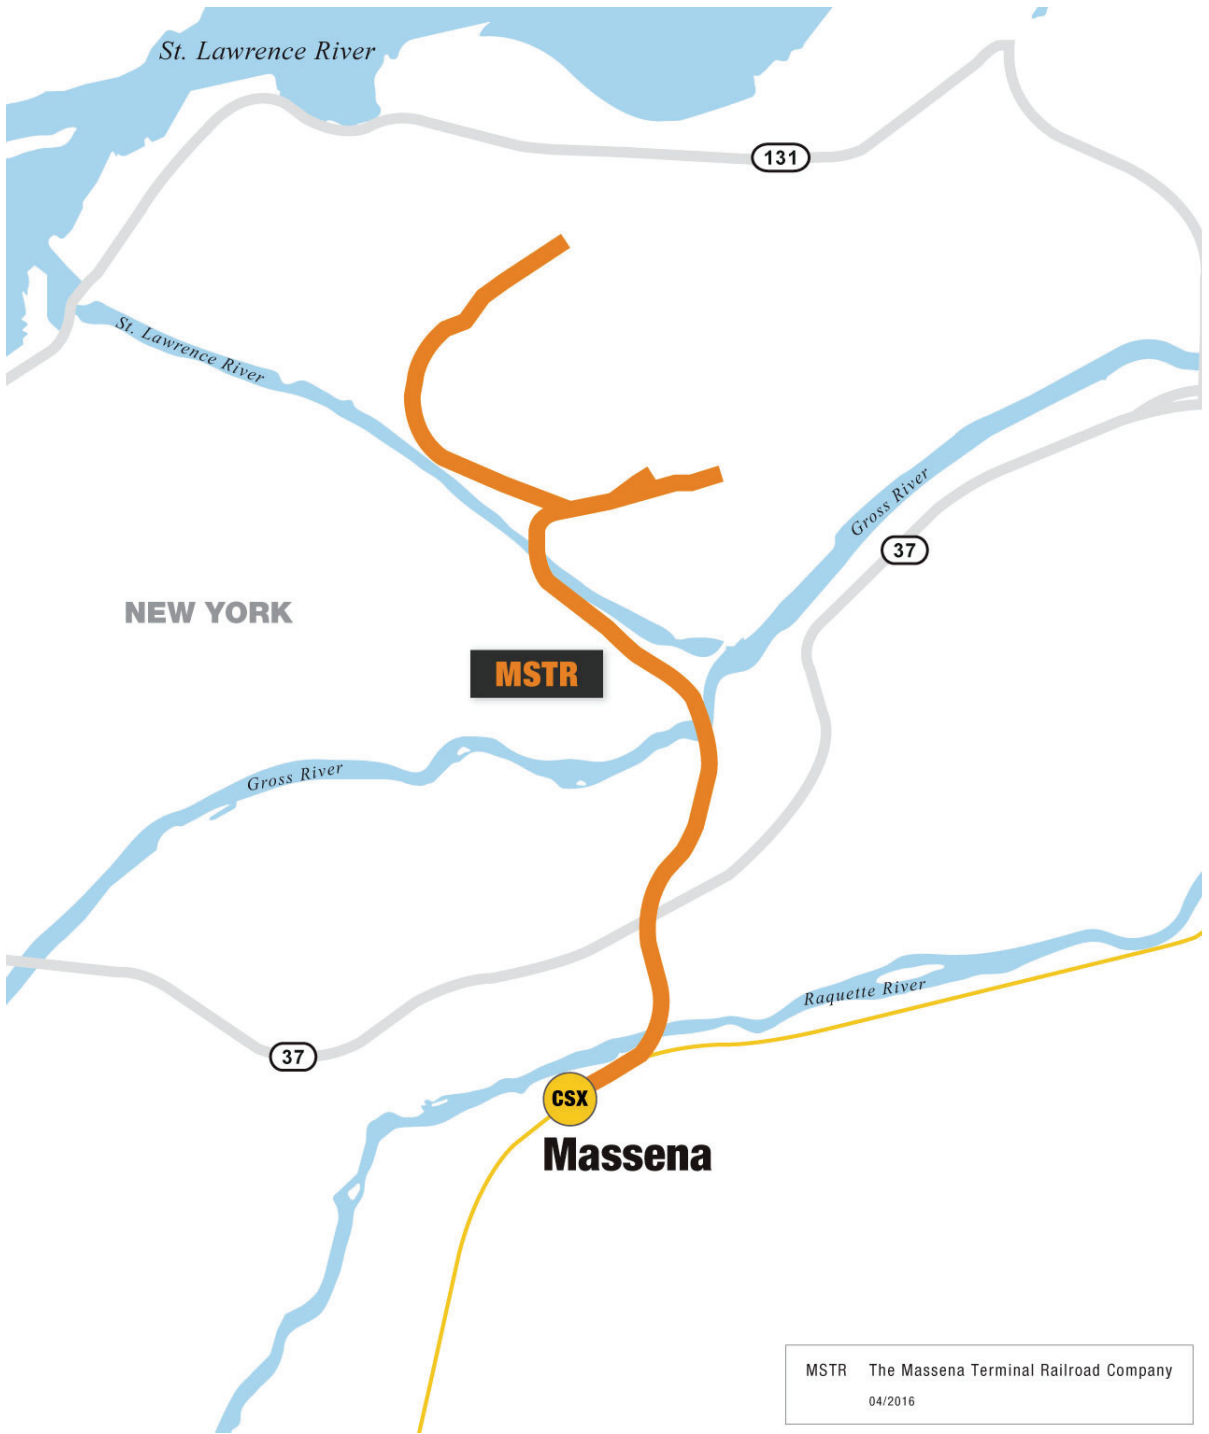 St. Lawrence River
131
St. Lawrence River
Gross River
37
NEW YORK
MSTR
Gross River
Raquette River
37
CSX
Massena
MSTR The Massena Terminal Railroad Company
04/2016